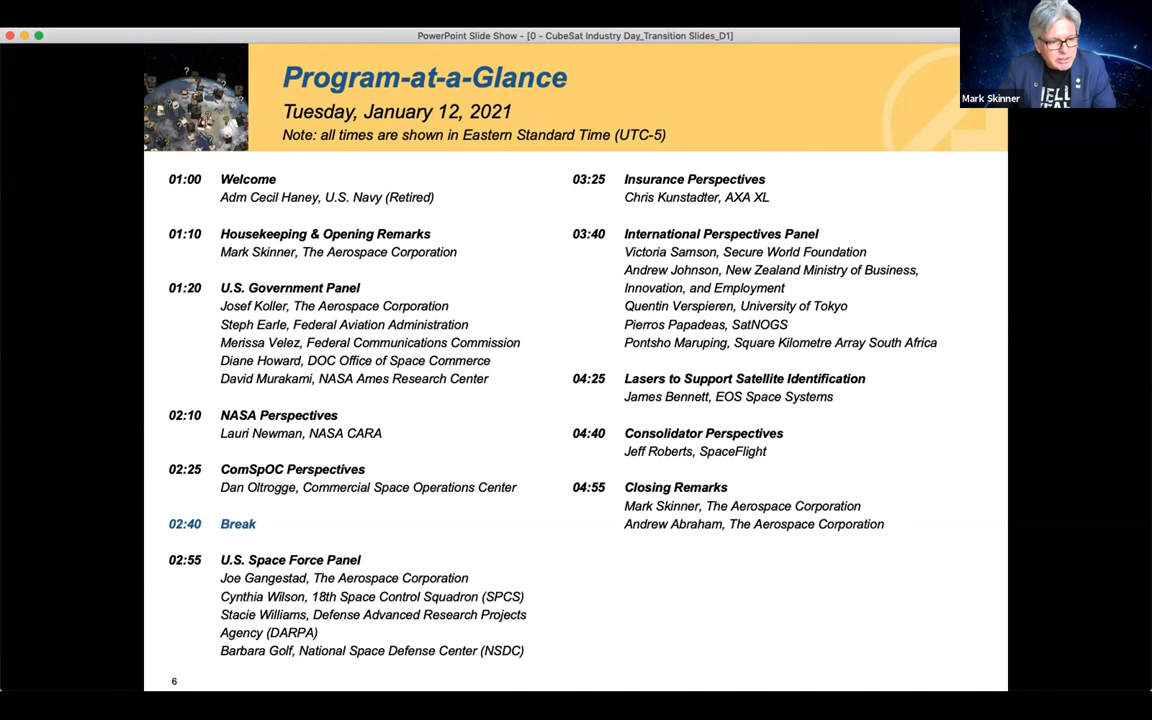 PowerPoint Slide Show - [0 - CubeSat Industry Day_Transition Slides_D1]
Program-at-a-Glance
Tuesday, January 12, 2021
Note: all times are shown in Eastern Standard Time (UTC-5)
Mark Skinner
01:00 Welcome
Adm Cecil Haney, U.S. Navy (Retired)
01:10 Housekeeping & Opening Remarks
Mark Skinner, The Aerospace Corporation
01:20 U.S. Government Panel
Josef Koller, The Aerospace Corporation
Steph Earle, Federal Aviation Administration
Merissa Velez, Federal Communications Commission
Diane Howard, DOC Office of Space Commerce
David Murakami, NASA Ames Research Center
02:10 NASA Perspectives
Lauri Newman, NASA CARA
02:25 ComSpOC Perspectives
Dan Oltrogge, Commercial Space Operations Center
02:40 Break
02:55 U.S. Space Force Panel
Joe Gangestad, The Aerospace Corporation
Cynthia Wilson, 18th Space Control Squadron (SPCS)
Stacie Williams, Defense Advanced Research Projects
Agency (DARPA)
Barbara Golf, National Space Defense Center (NSDC)
03:25 Insurance Perspectives
Chris Kunstadter, AXA XL
03:40 International Perspectives Panel
Victoria Samson, Secure World Foundation
Andrew Johnson, New Zealand Ministry of Business,
Innovation, and Employment
Quentin Verspieren, University of Tokyo
Pierros Papadeas, SatNOGS
Pontsho Maruping, Square Kilometre Array South Africa
04:25 Lasers to Support Satellite Identification
James Bennett, EOS Space Systems
04:40 Consolidator Perspectives
Jeff Roberts, SpaceFlight
04:55 Closing Remarks
Mark Skinner, The Aerospace Corporation
Andrew Abraham, The Aerospace Corporation
6